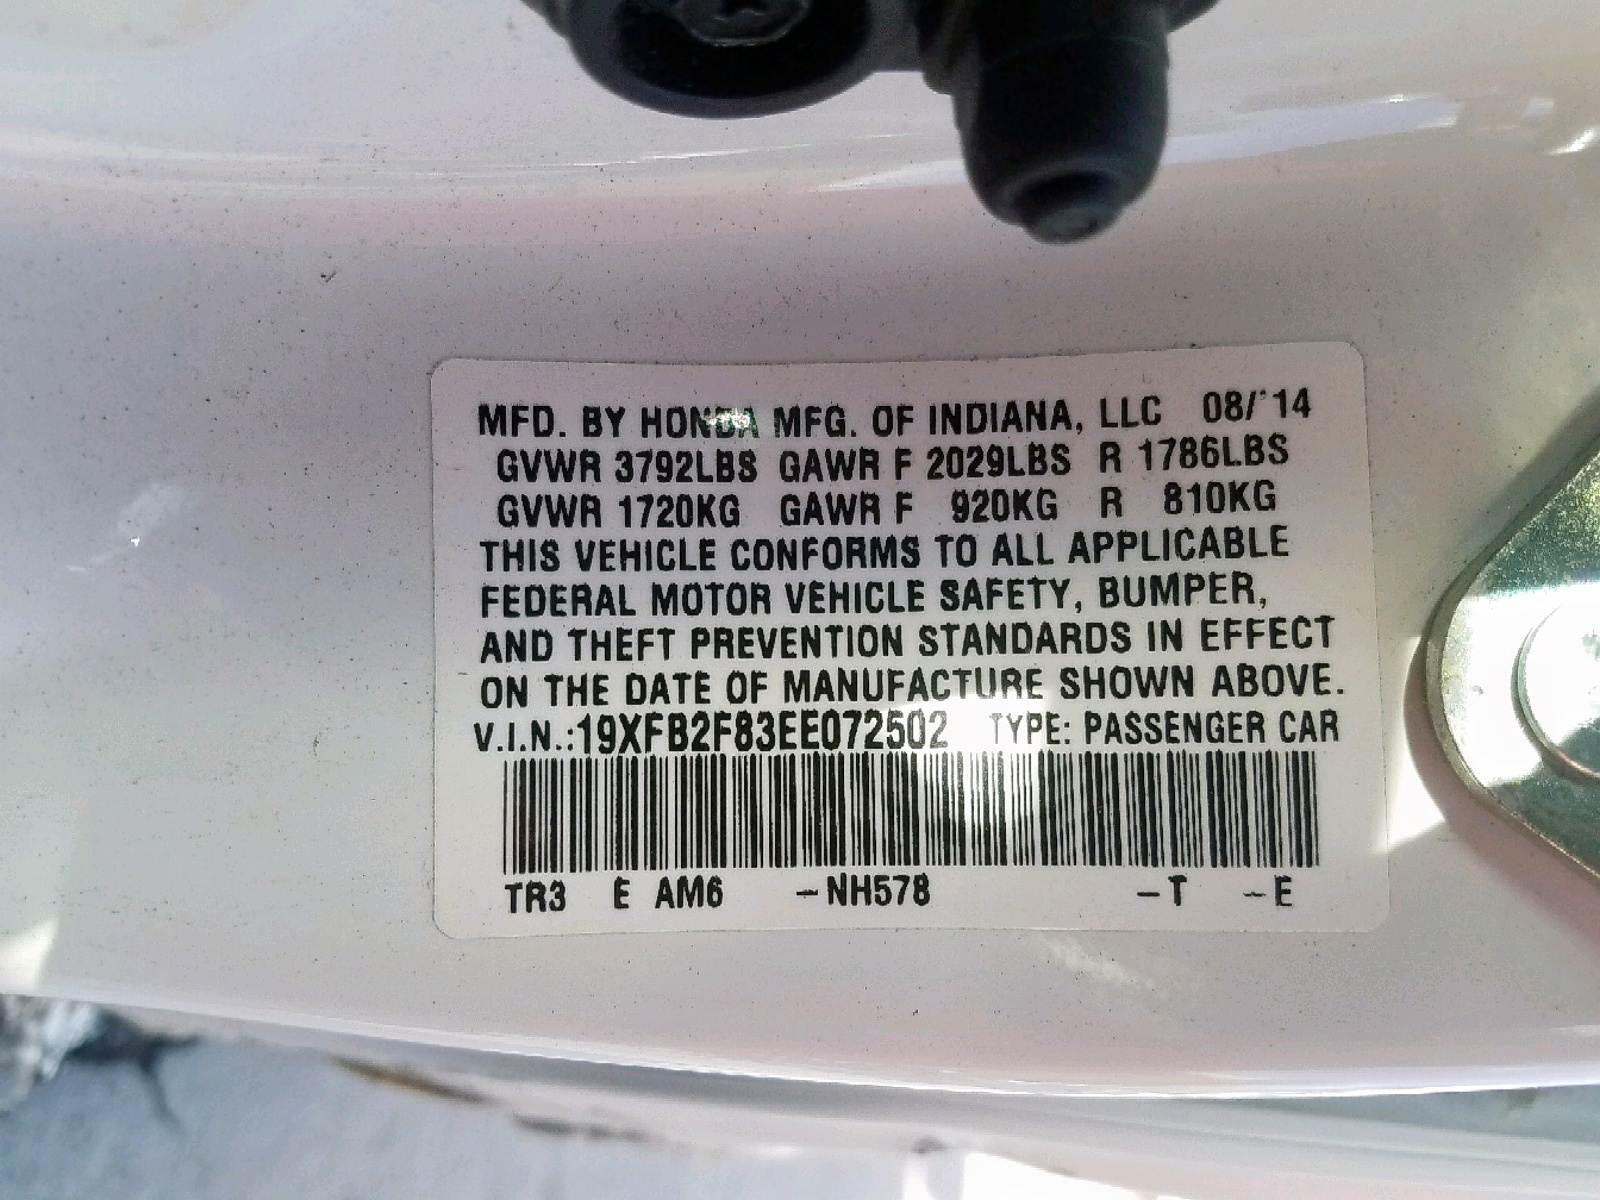 MFD. BY HONDA MFG. OF INDIANA, LLC 08/'14
GVWR 3792LBS GAWR F 2029LBS R 1786LBS
GVWR 1720KG GAWR F 920KG R 810KG
THIS VEHICLE CONFORMS TO ALL APPLICABLE
FEDERAL MOTOR VEHICLE SAFETY, BUMPER,
AND THEFT PREVENTION STANDARDS IN EFFECT
ON THE DATE OF MANUFACTURE SHOWN ABOVE.
V.I.N.:19XFB2F83EE072502 TYPE: PASSENGER CAR
TR3 E AM6 -NH578 -T -E